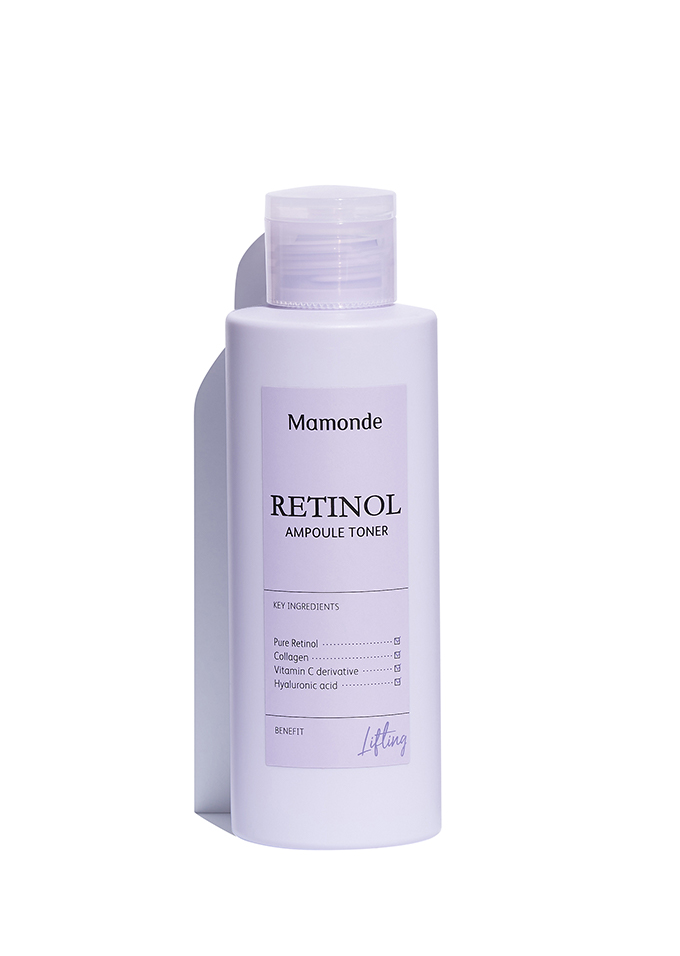 Mamonde
RETINOL
AMPOULE TONER
KEY INGREDIENTS
Pure Retinol
Collagen
Vitamin C derivative
Hyaluronic acid
BENEFIT
Lifting